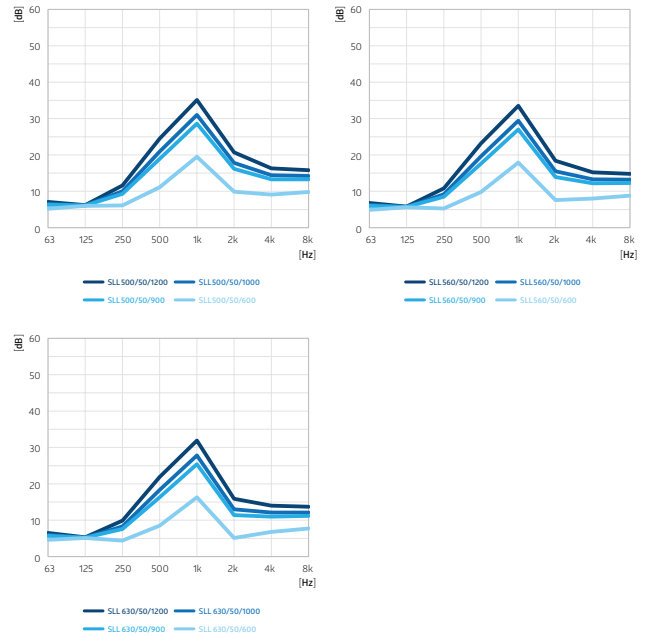 [dB]
60
50
40
30
20
10
0
63 125 250 500 1k 2k 4k 8k
[Hz]
SLL500/50/1200 SLL500/50/1000
SLL500/50/900 SLL500/50/600
[dB]
60
50
40
30
20
10
0
63 125 250 500 1k 2k 4k 8k
[Hz]
SLL560/50/1200 SLL560/50/1000
SLL560/50/900 SLL560/50/600
[dB]
60
50
40
30
20
10
0
63 125 250 500 1k 2k 4k 8k
[Hz]
SLL 630/50/1200 SLL 630/50/1000
SLL 630/50/900 SLL 630/50/600